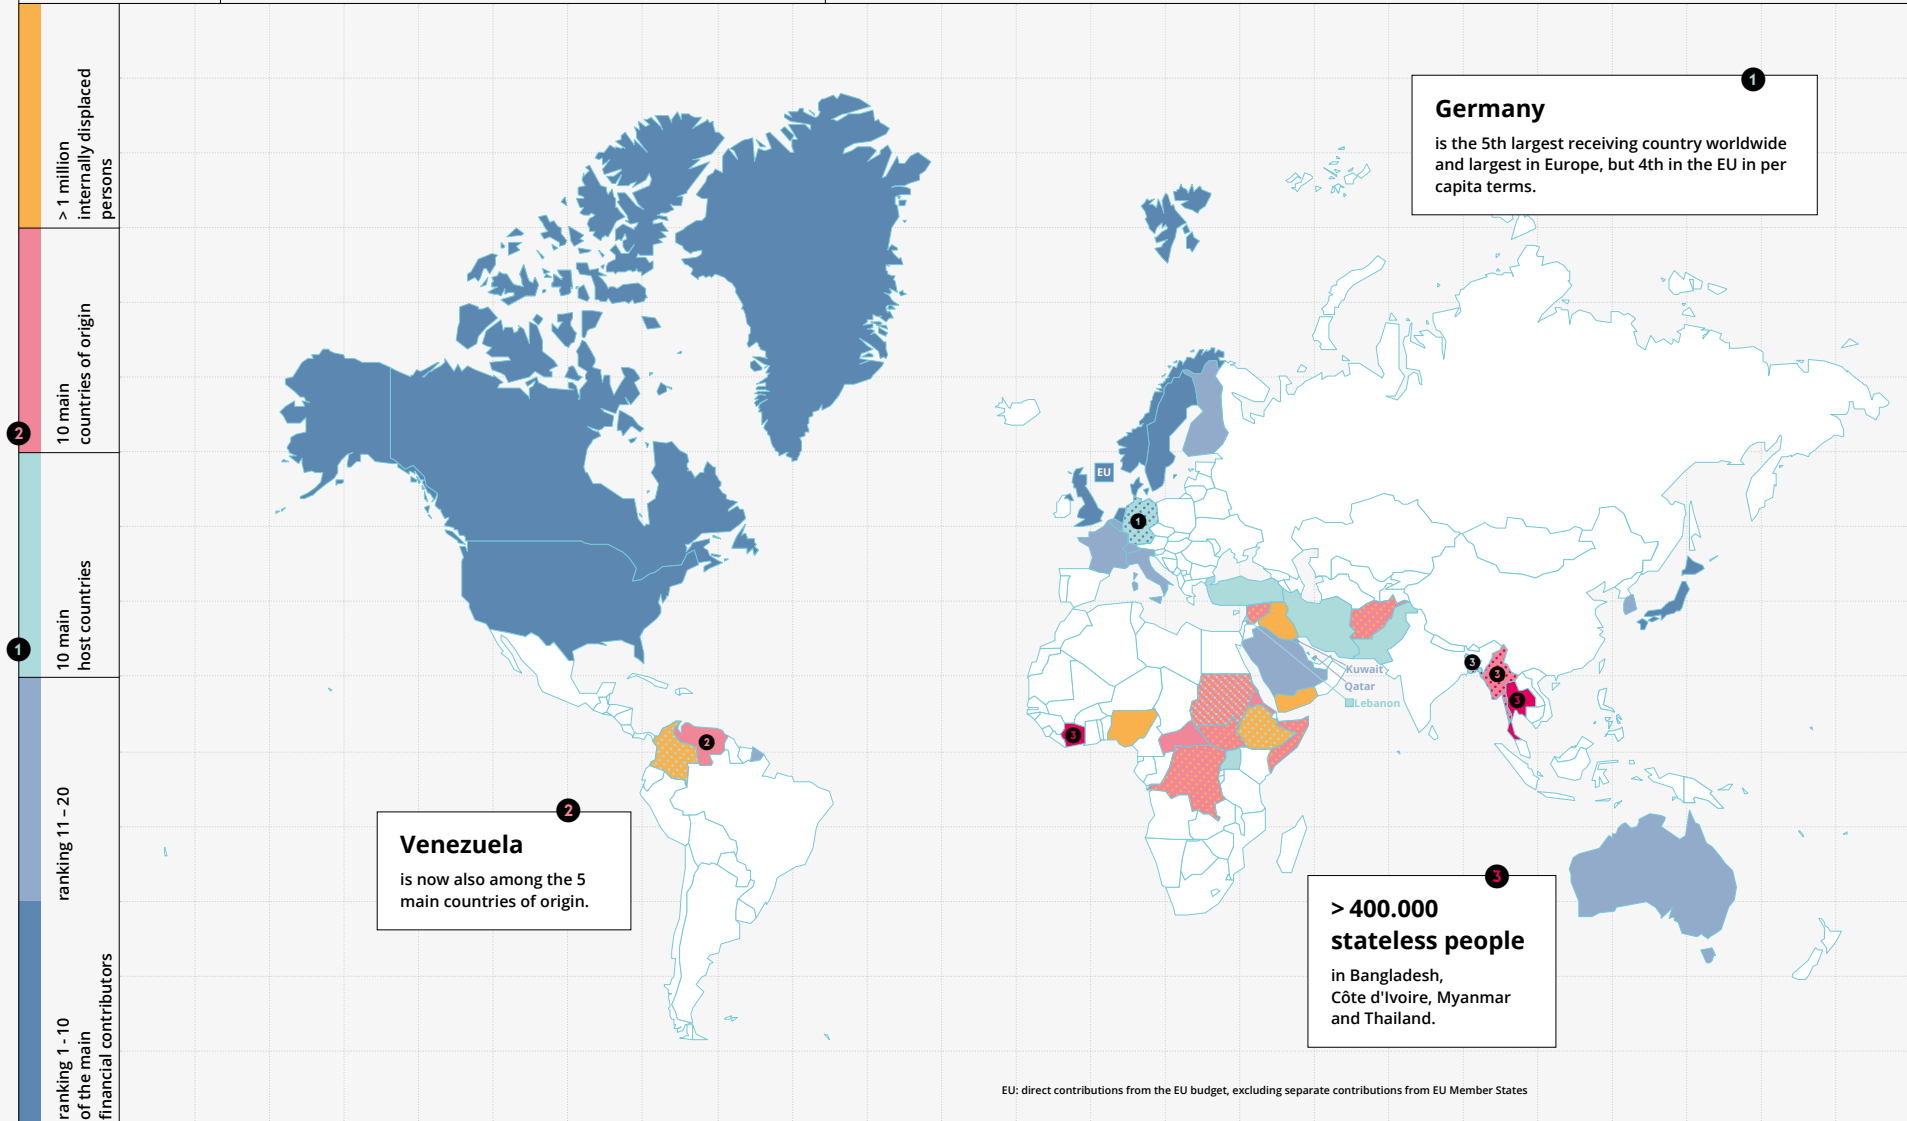 > 1 million
internally displaced
persons
10 main
countries of origin
2
10 main
host countries
1
ranking 11 – 20
ranking 1 - 10
of the main
financial contributors
1
Germany
is the 5th largest receiving country worldwide
and largest in Europe, but 4th in the EU in per
capita terms.
EU
1
Kuwait
Qatar
Lebanon
3
3
3
3
2
2
Venezuela
is now also among the 5
main countries of origin.
3
> 400.000
stateless people
in Bangladesh,
Côte d'Ivoire, Myanmar
and Thailand.
EU: direct contributions from the EU budget, excluding separate contributions from EU Member States